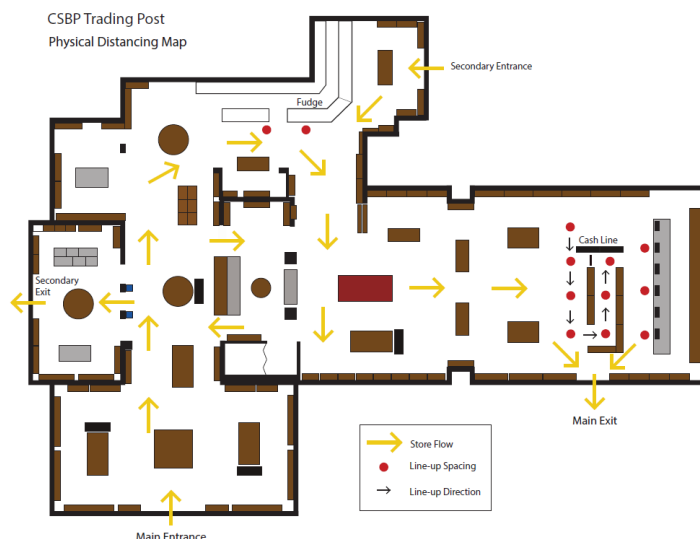 CSBP Trading Post
Physical Distancing Map
Secondary Entrance
Fudge
Cash Line
Secondary
Exit
Main Exit
Store Flow
Line-up Spacing
Line-up Direction
Main Entrance